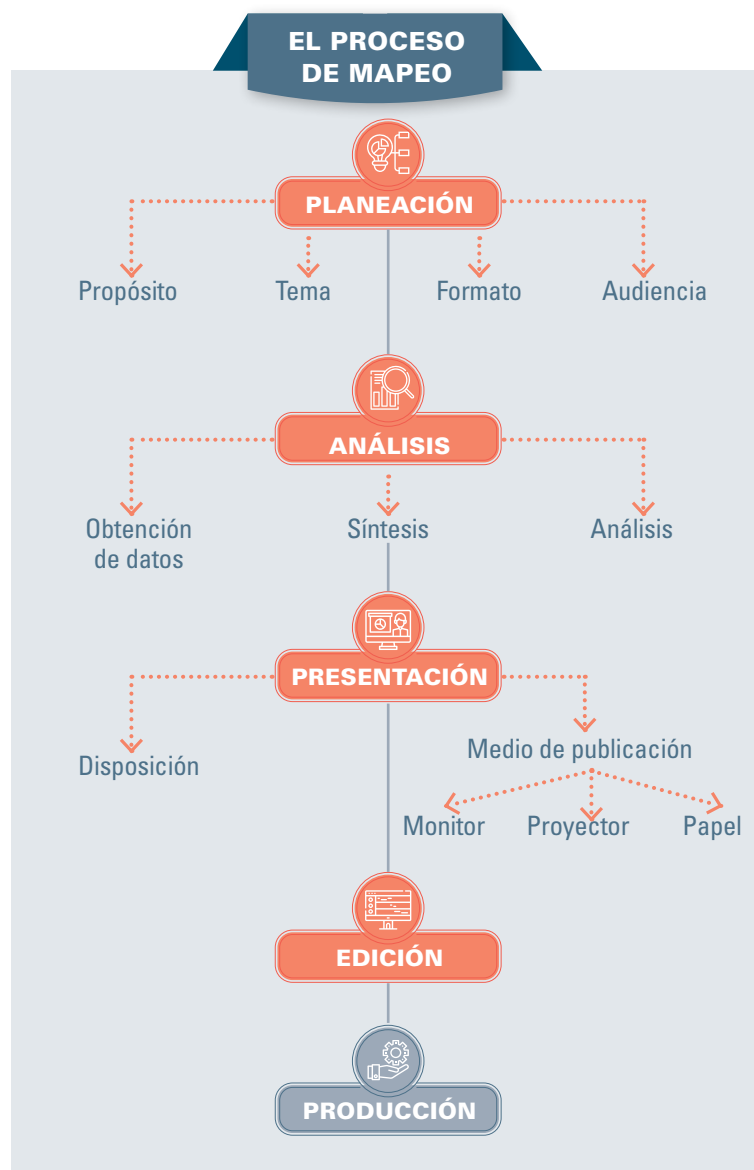 EL PROCESO
DE MAPEO
PLANEACIÓN
Propósito
Tema
Formato
Audiencia
ANÁLISIS
Obtención
de datos
Síntesis
Análisis
PRESENTACIÓN
Disposición
Medio de publicación
Monitor
Proyector
Papel
EDICIÓN
PRODUCCIÓN